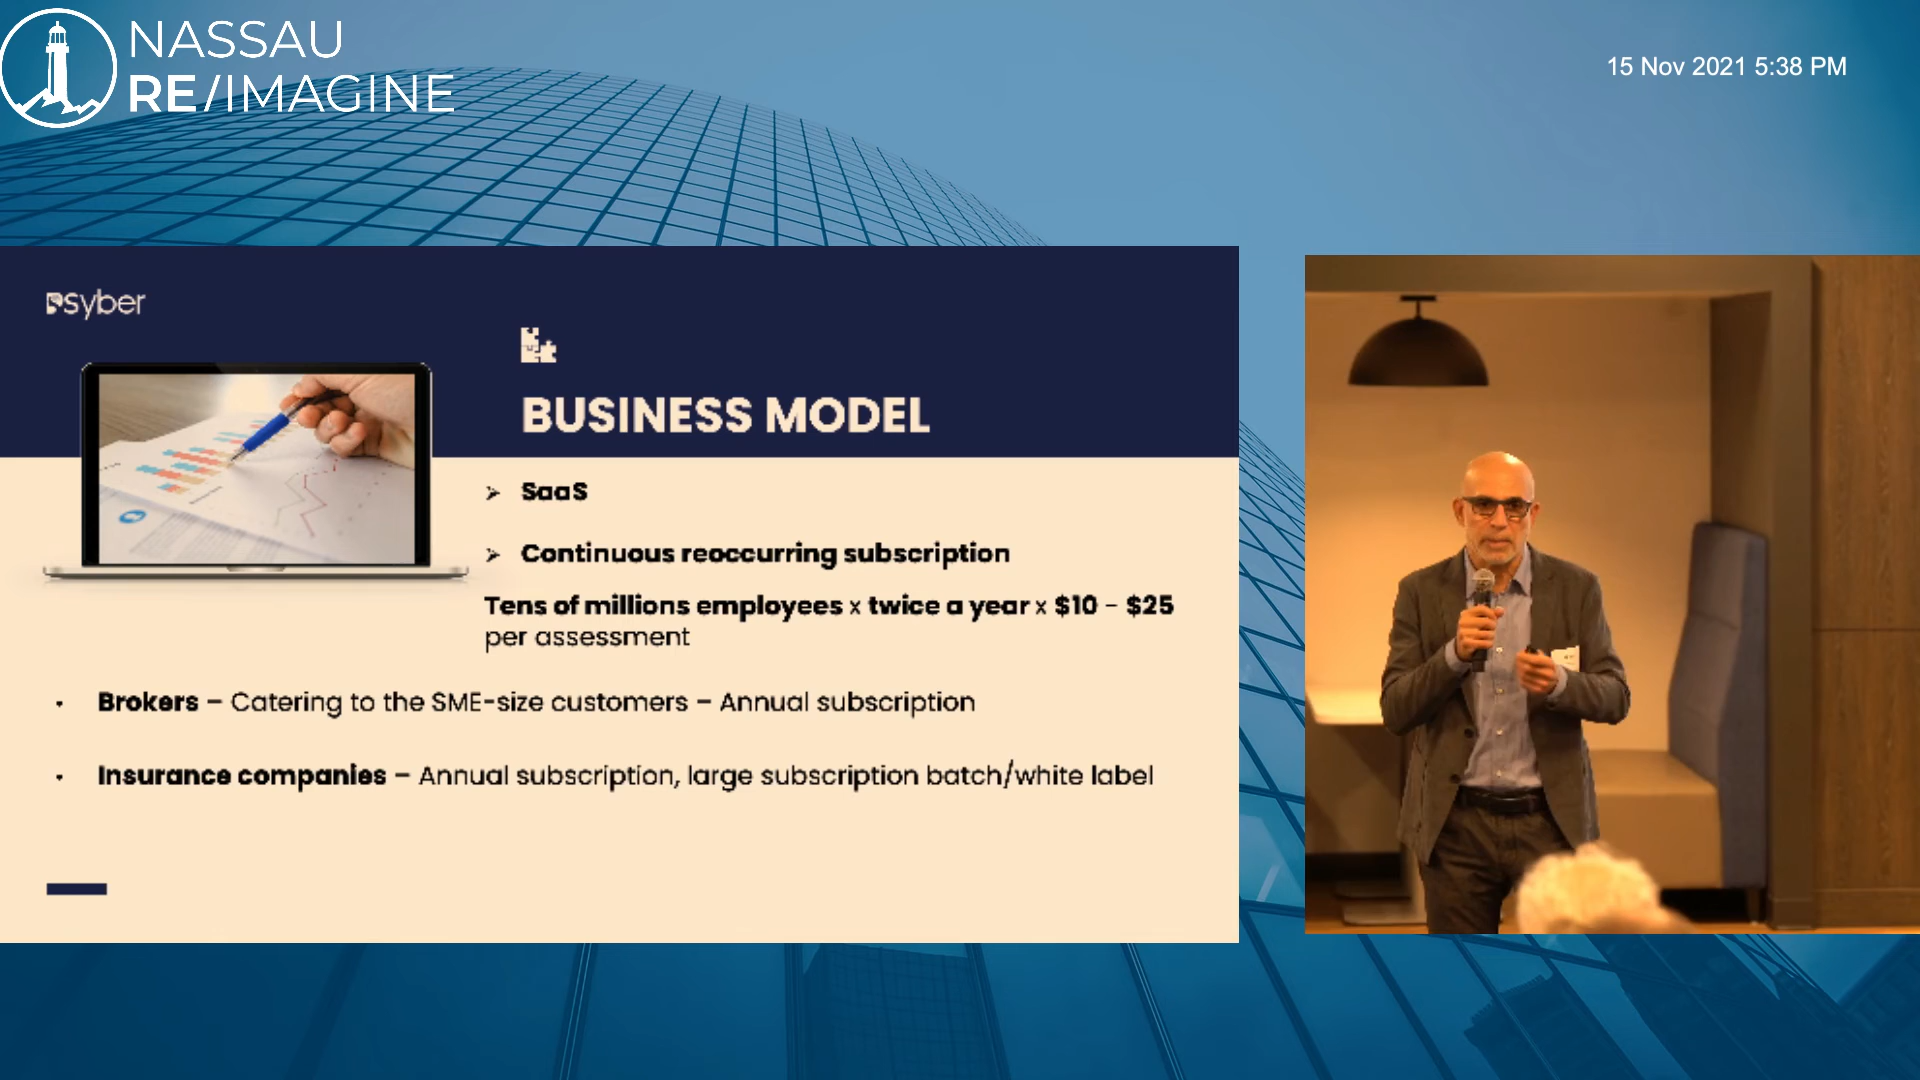 NASSAU
RE/IMAGINE
15 Nov 2021 5:38 PM
Psyber
BUSINESS MODEL
➢ SaaS
➢ Continuous reoccurring subscription
Tens of millions employees x twice a year x $10 – $25
per assessment
• Brokers – Catering to the SME-size customers – Annual subscription
• Insurance companies – Annual subscription, large subscription batch/white label